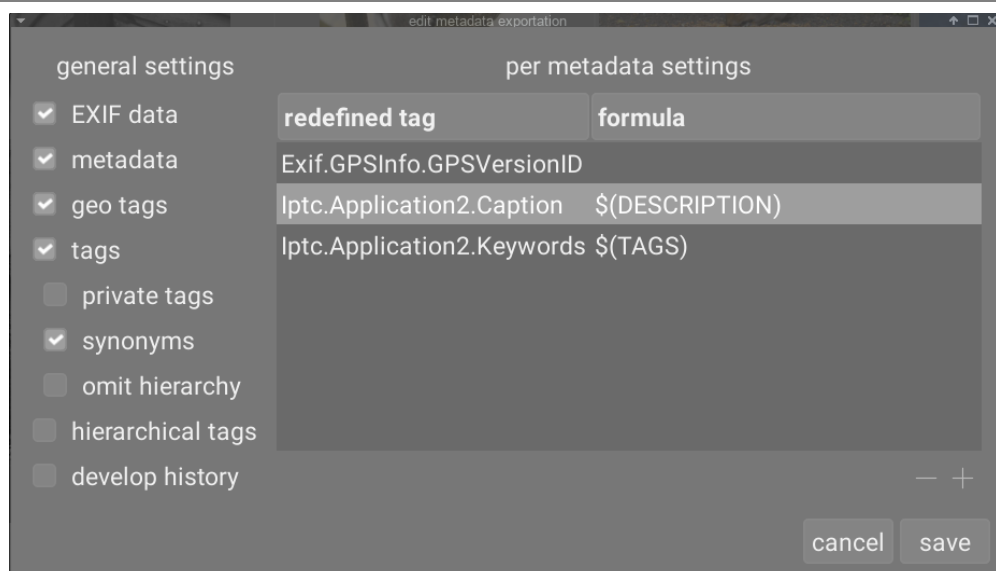 edit metadata exportation
general settings
per metadata settings
EXIF data
metadata
geo tags
tags
private tags
synonyms
omit hierarchy
hierarchical tags
develop history
redefined tag formula
Exif.GPSInfo.GPSVersionID
Iptc.Application2.Caption $(DESCRIPTION)
Iptc.Application2.Keywords $(TAGS)
cancel save